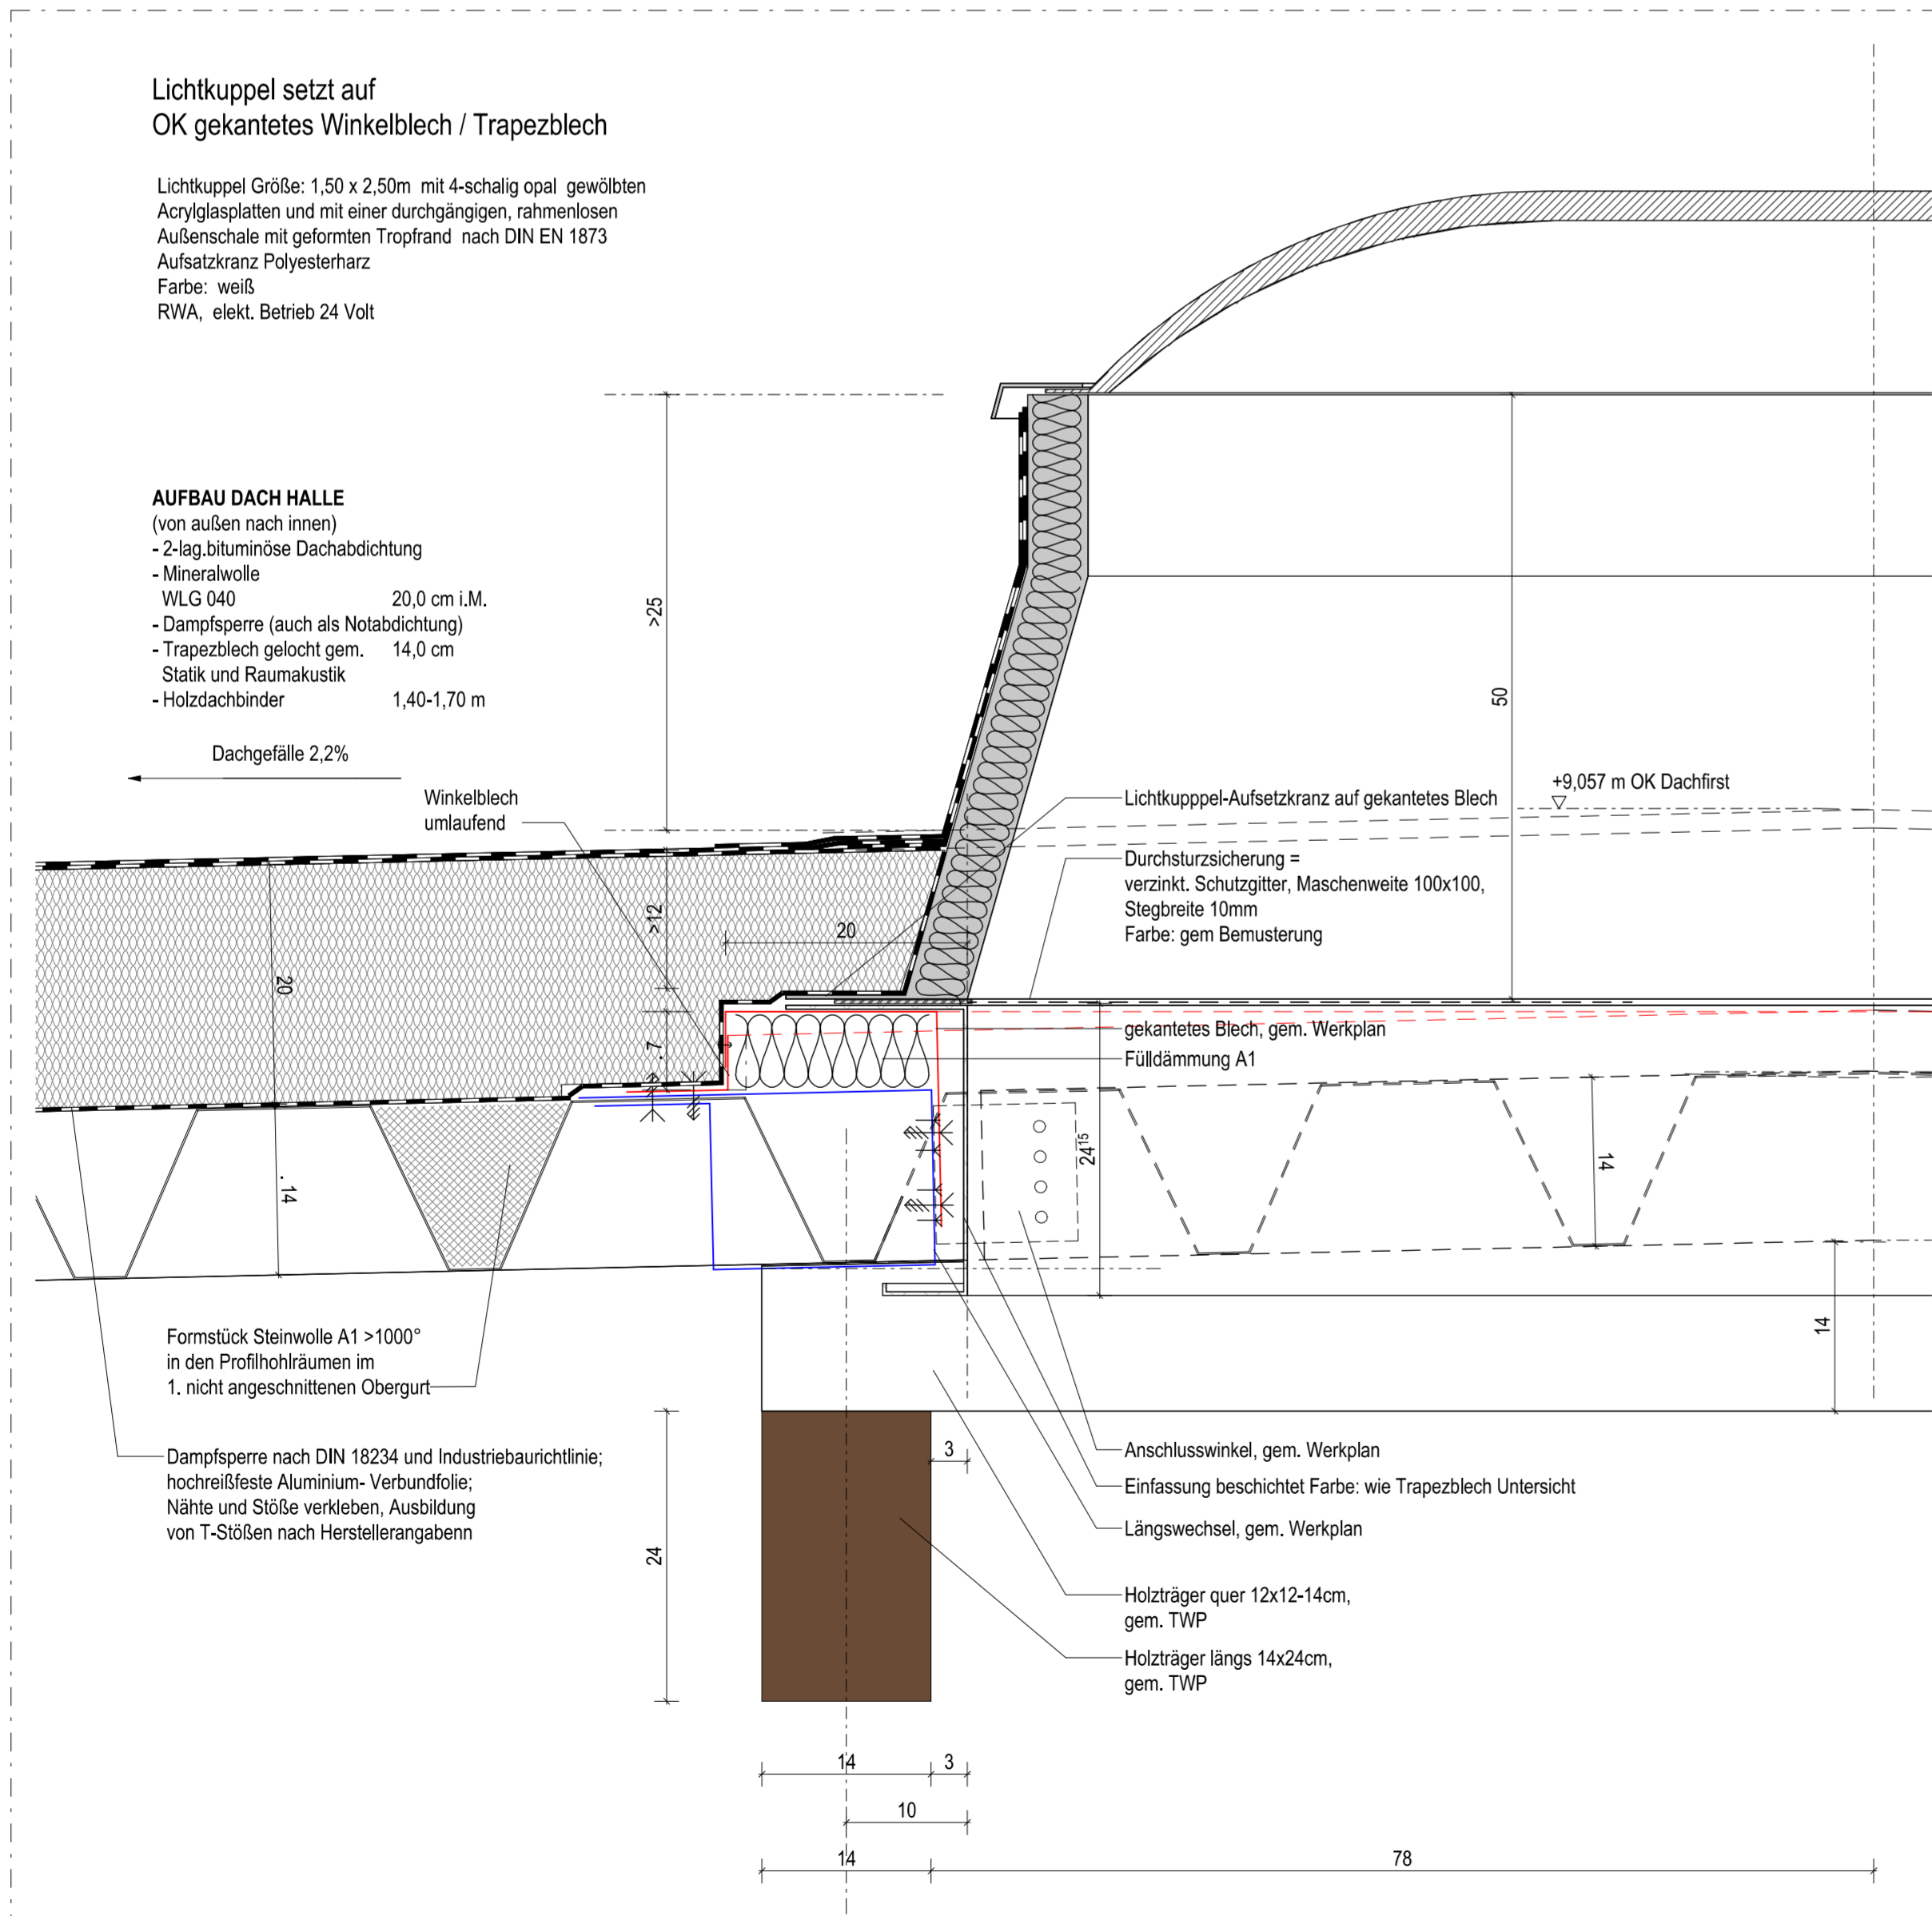 Lichtkuppel setzt auf
OK gekantetes Winkelblech / Trapezblech
Lichtkuppel Größe: 1,50 x 2,50m mit 4-schalig opal gewölbten
Acrylglasplatten und mit einer durchgängigen, rahmenlosen
Außenschale mit geformten Tropfrand nach DIN EN 1873
Aufsatzkranz Polyesterharz
Farbe: weiß
RWA, elekt. Betrieb 24 Volt
AUFBAU DACH HALLE
(von außen nach innen)
- 2-lag.bituminöse Dachabdichtung
- Mineralwolle
WLG 040 20,0 cm i.M.
- Dampfsperre (auch als Notabdichtung)
- Trapezblech gelocht gem. 14,0 cm
Statik und Raumakustik
- Holzdachbinder 1,40-1,70 m
Dachgefälle 2,2%
Winkelblech
umlaufend
>25
50
+9,057 m OK Dachfirst
Lichtkupppel-Aufsetzkranz auf gekantetes Blech
Durchsturzsicherung =
verzinkt. Schutzgitter, Maschenweite 100x100,
Stegbreite 10mm
Farbe: gem Bemusterung
>12
20
20
gekantetes Blech, gem. Werkplan
Fülldämmung A1
7
14
24¹⁵
14
14
Formstück Steinwolle A1 >1000°
in den Profilhohlräumen im
1. nicht angeschnittenen Obergurt
Dampfsperre nach DIN 18234 und Industriebaurichtlinie;
hochreißfeste Aluminium- Verbundfolie;
Nähte und Stöße verkleben, Ausbildung
von T-Stößen nach Herstellerangabenn
3
24
Anschlusswinkel, gem. Werkplan
Einfassung beschichtet Farbe: wie Trapezblech Untersicht
Längswechsel, gem. Werkplan
Holzträger quer 12x12-14cm,
gem. TWP
Holzträger längs 14x24cm,
gem. TWP
14 3
10
14 78